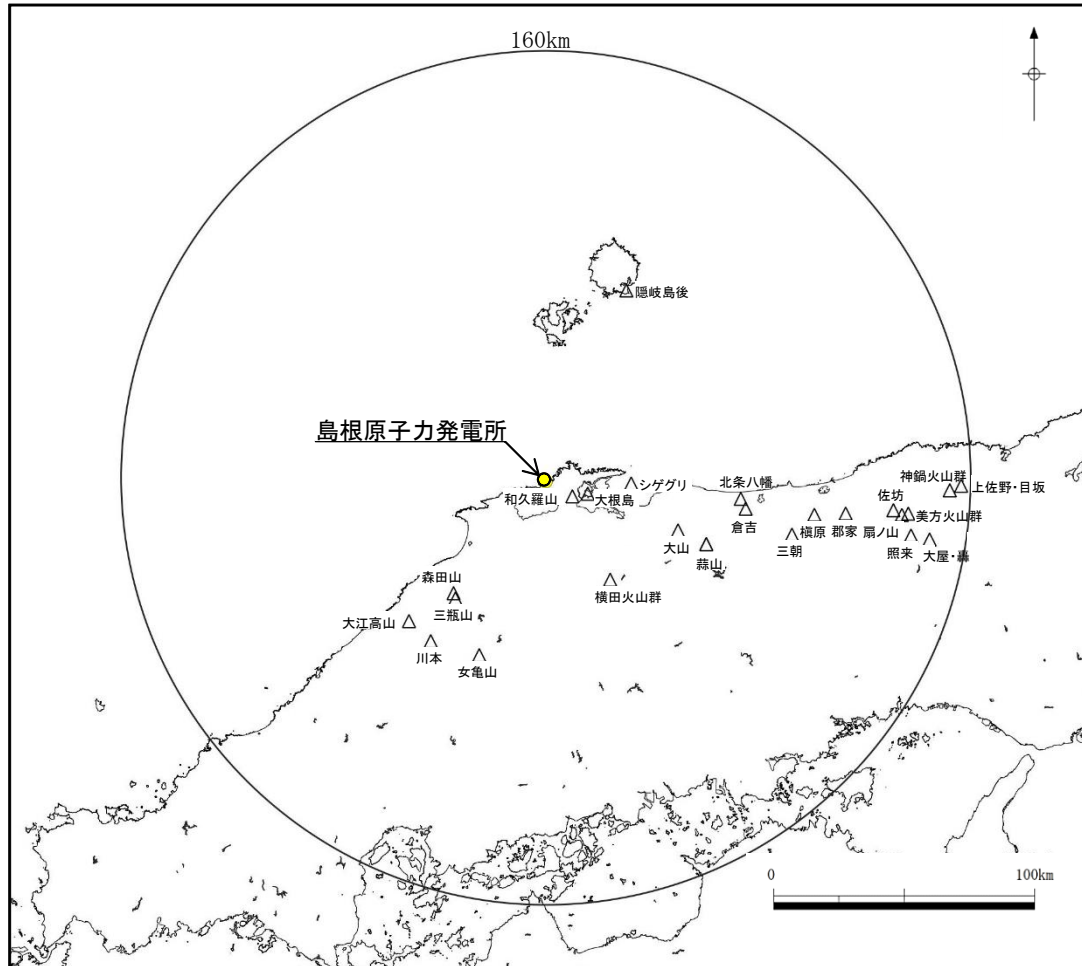 160km
隠岐島後
島根原子力発電所
シゲグリ
北条八幡
神鍋火山群
上佐野・目坂
和久羅山
大根島
佐坊
美方火山群
倉吉
槇原
郡家
扇ノ山
大山
三朝
照来
大屋・轟
蒜山
森田山
横田火山群
三瓶山
大江高山
川本
女亀山
0
100km